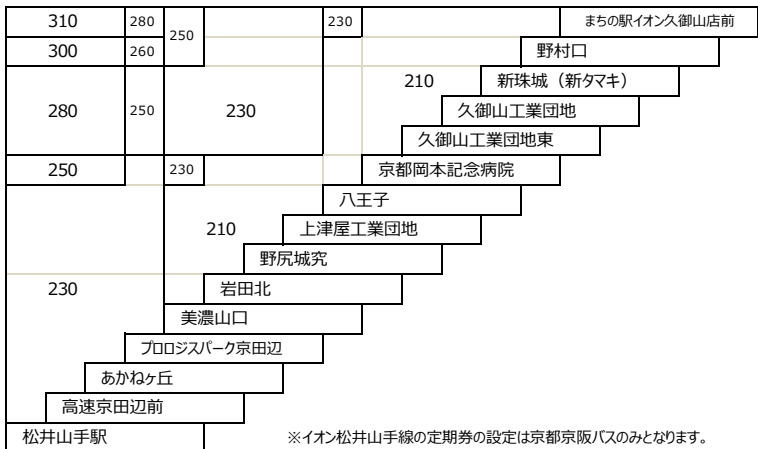 310 280 250 230 まちの駅イオン久御山店前
300 260 野村口
210 新珠城（新タマキ）
280 250 230 久御山工業団地
久御山工業団地東
250 230 京都岡本記念病院
八王子
210 上津屋工業団地
野尻城究
230 岩田北
美濃山口
プロロジスパーク京田辺
あかねヶ丘
高速京田辺前
松井山手駅 ※イオン松井山手線の定期券の設定は京都京阪バスのみとなります。